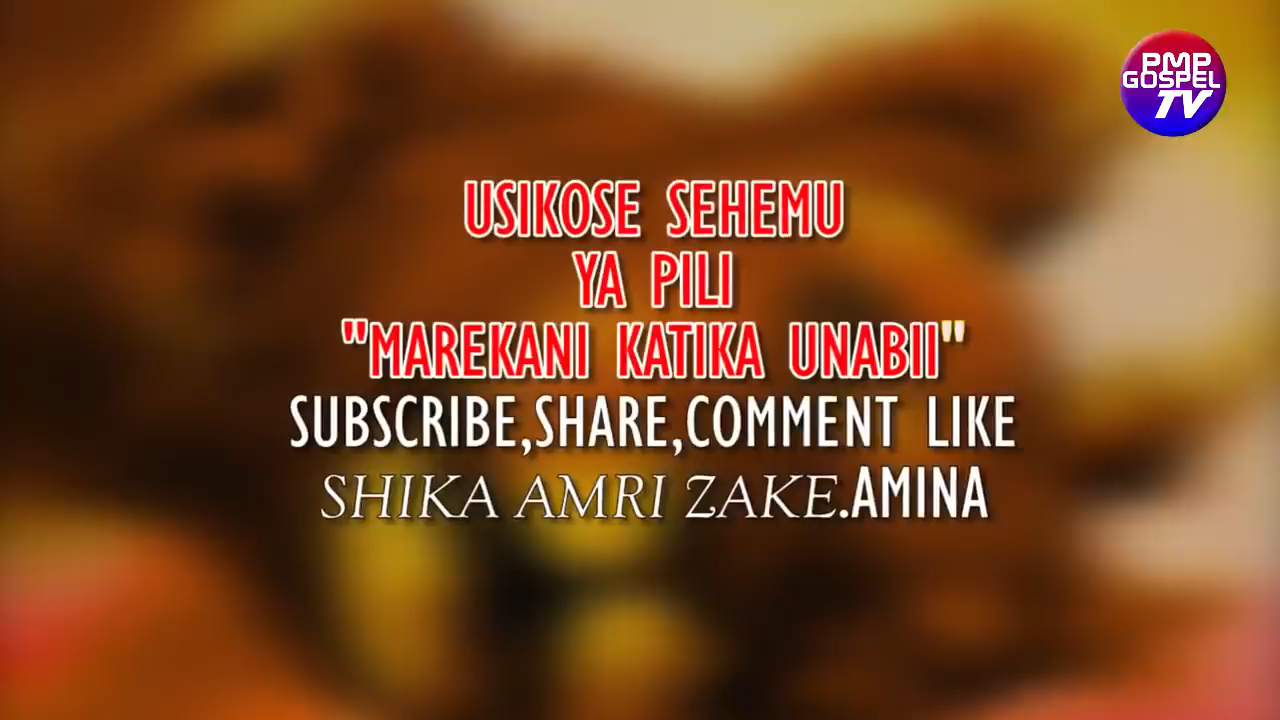 PMP
GOSPEL
TV
USIKOSE SEHEMU
YA PILI
"MAREKANI KATIKA UNABII"
SUBSCRIBE,SHARE,COMMENT LIKE
SHIKA AMRI ZAKE.AMINA